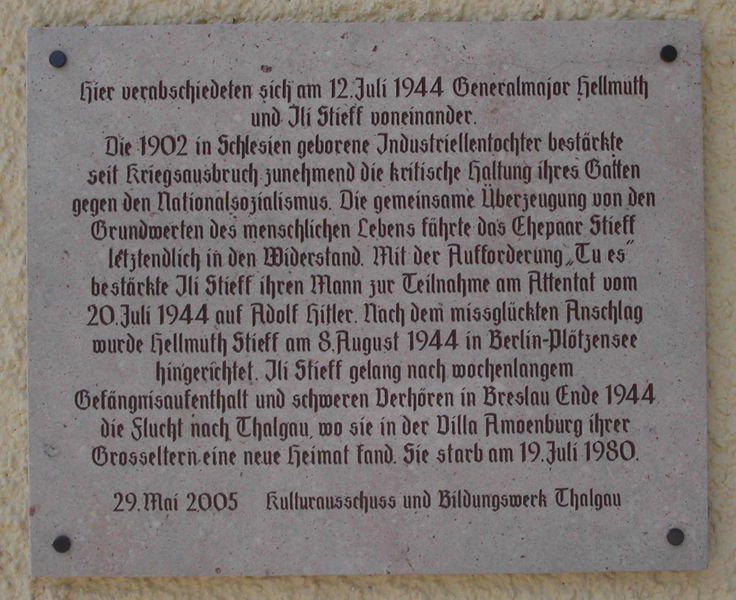 Hier verabschiedeten sich am 12. Juli 1944 Generalmajor Hellmuth
und Ili Stieff voneinander.
Die 1902 in Schlesien geborene Industriellentochter bestärkte
seit Kriegsausbruch zunehmend die kritische Haltung ihres Gatten
gegen den Nationalsozialismus. Die gemeinsame Überzeugung von den
Grundwerten des menschlichen Lebens führte das Ehepaar Stieff
letztendlich in den Widerstand. Mit der Aufforderung „Tu es"
bestärkte Ili Stieff ihren Mann zur Teilnahme am Attentat vom
20. Juli 1944 auf Adolf Hitler. Nach dem missglückten Anschlag
wurde Hellmuth Stieff am 8. August 1944 in Berlin-Plötzensee
hingerichtet. Ili Stieff gelang nach wochenlangem
Gefängnisaufenthalt und schweren Verhören in Breslau Ende 1944
die Flucht nach Thalgau, wo sie in der Villa Amoenburg ihrer
Grosseltern eine neue Heimat fand. Sie starb am 19. Juli 1980.
29. Mai 2005 Kulturausschuss und Bildungswerk Thalgau